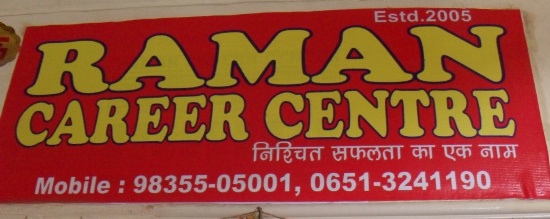 Estd.2005
RAMAN
CAREER CENTRE
निश्चित सफलता का एक नाम
Mobile : 98355-05001, 0651-3241190